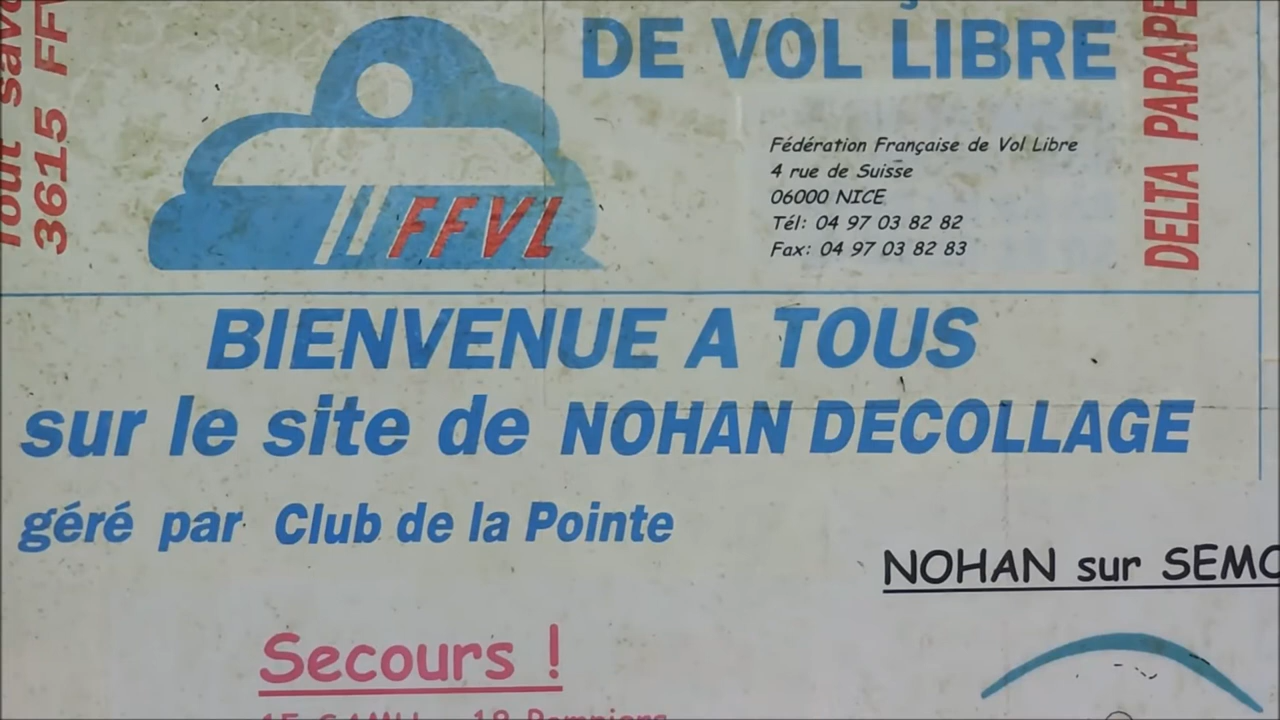 DE VOL LIBRE
3615
FFVL
Fédération Française de Vol Libre
4 rue de Suisse
06000 NICE
Tél: 04 97 03 82 82
Fax: 04 97 03 82 83
DELTA
BIENVENUE A TOUS
sur le site de NOHAN DECOLLAGE
géré par Club de la Pointe
NOHAN sur
Secours !